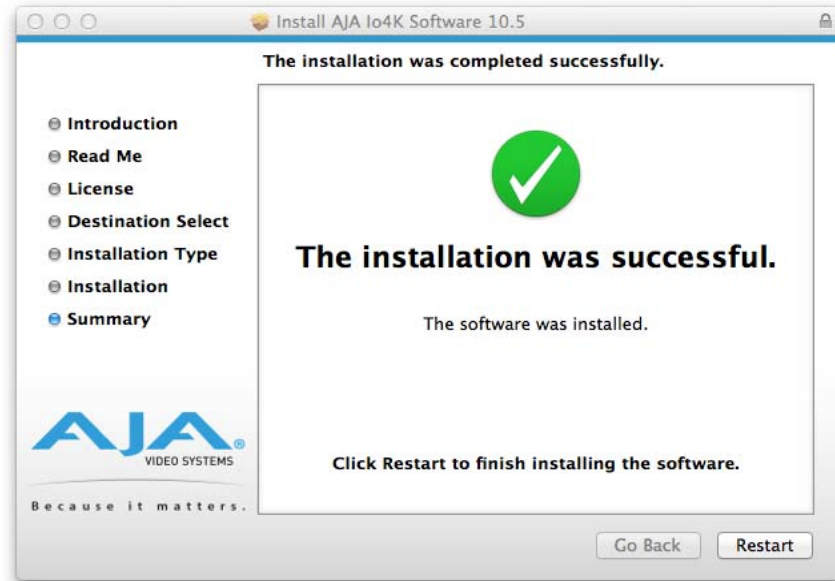 Install AJA Io4K Software 10.5
The installation was completed successfully.
Introduction
Read Me
License
Destination Select
Installation Type
Installation
Summary
The installation was successful.
The software was installed.
Click Restart to finish installing the software.
AJA®
VIDEO SYSTEMS
Because it matters.
Go Back
Restart